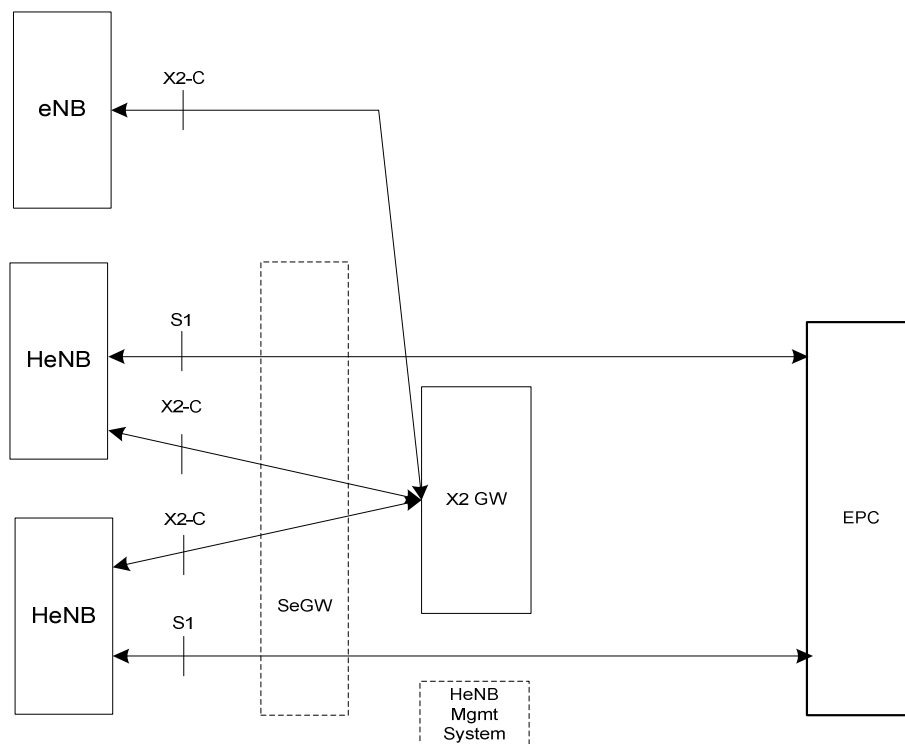 X2-C
eNB
S1
HeNB
X2-C
X2 GW
EPC
X2-C
SeGW
HeNB
S1
HeNB
Mgmt
System